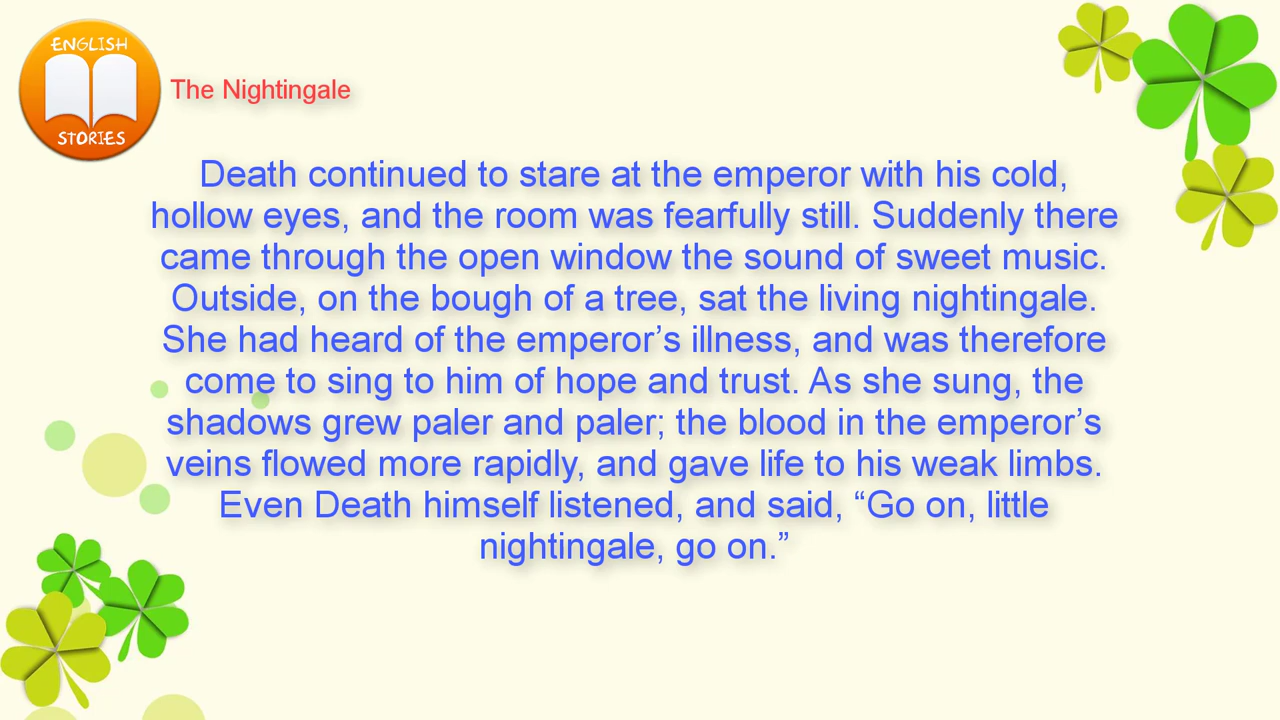 ENGLISH
STORIES
The Nightingale
Death continued to stare at the emperor with his cold,
hollow eyes, and the room was fearfully still. Suddenly there
came through the open window the sound of sweet music.
Outside, on the bough of a tree, sat the living nightingale.
She had heard of the emperor’s illness, and was therefore
come to sing to him of hope and trust. As she sung, the
shadows grew paler and paler; the blood in the emperor’s
veins flowed more rapidly, and gave life to his weak limbs.
Even Death himself listened, and said, “Go on, little
nightingale, go on.”